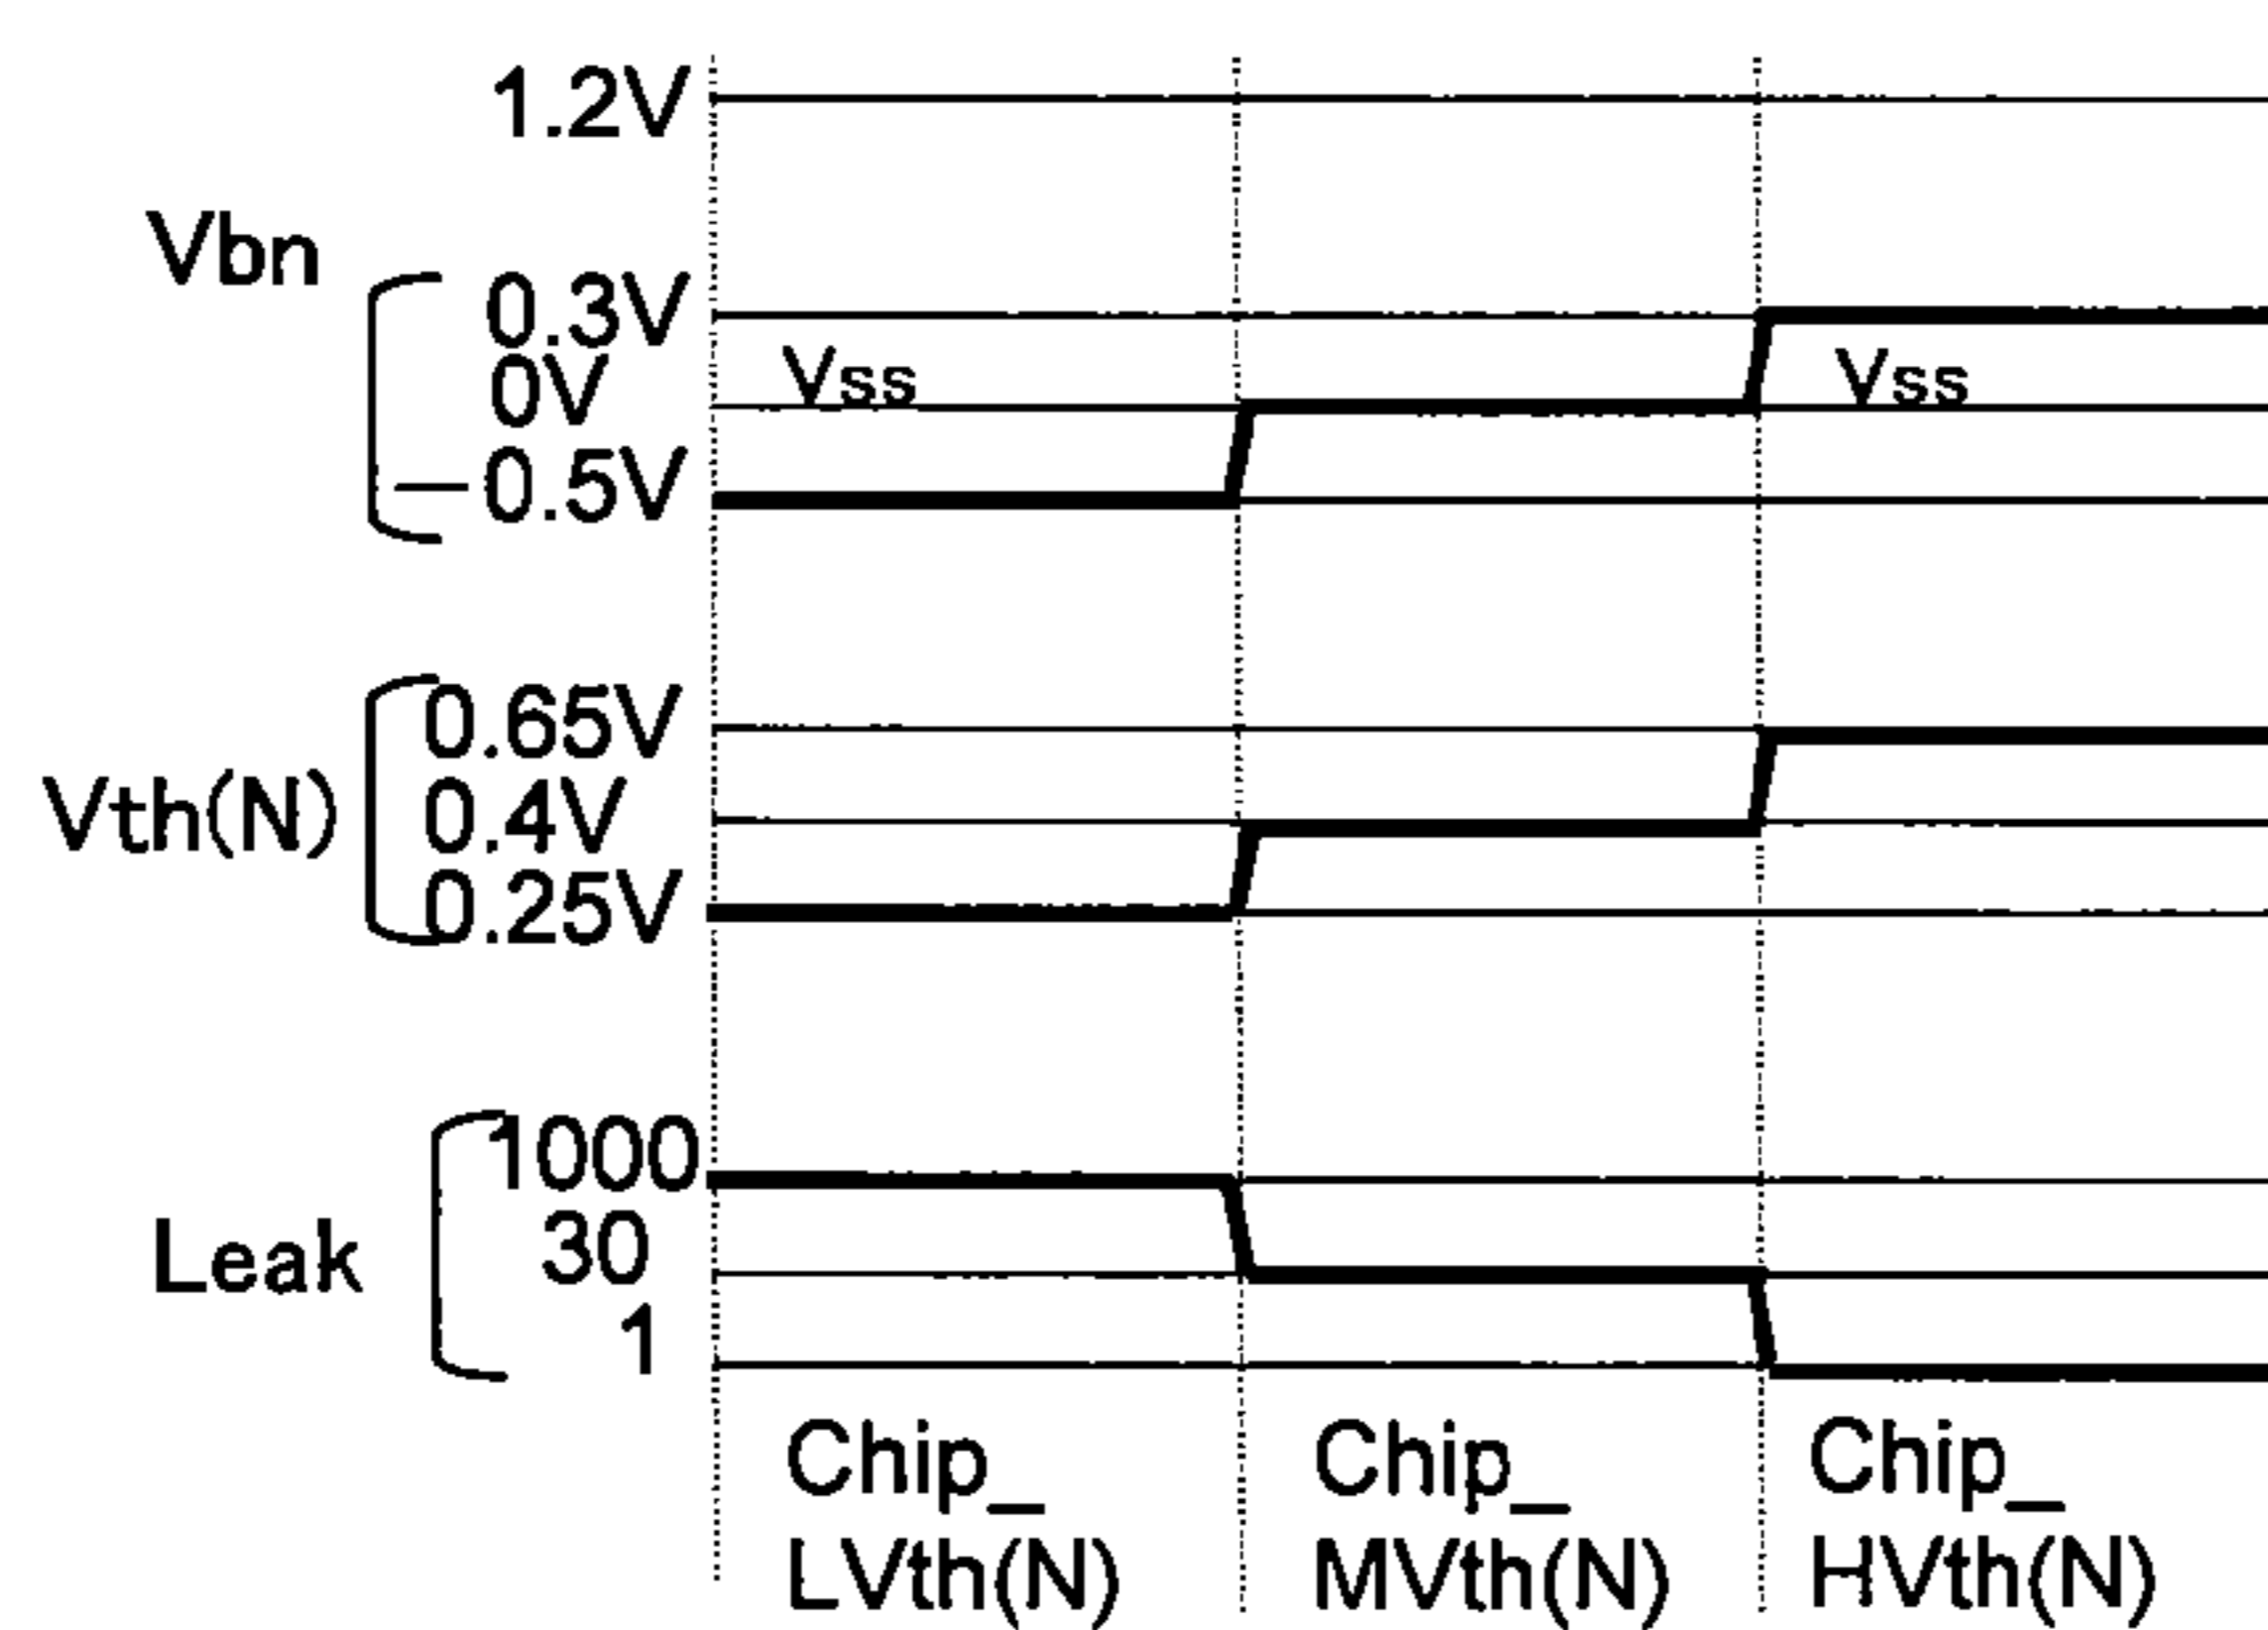 1.2V
Vbn
0.3V
0V
Vss
Vss
—0.5V
0.65V
Vth(N)
0.4V
0.25V
1000
Leak
30
1
Chip_
LVth(N)
Chip_
MVth(N)
Chip_
HVth(N)